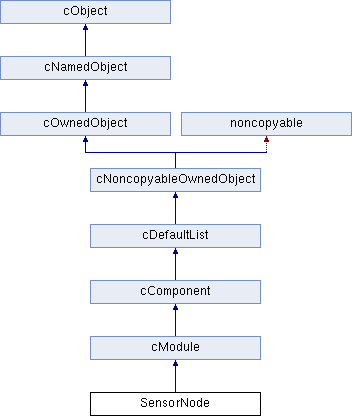 cObject
cNamedObject
cOwnedObject
noncopyable
cNoncopyableOwnedObject
cDefaultList
cComponent
cModule
SensorNode